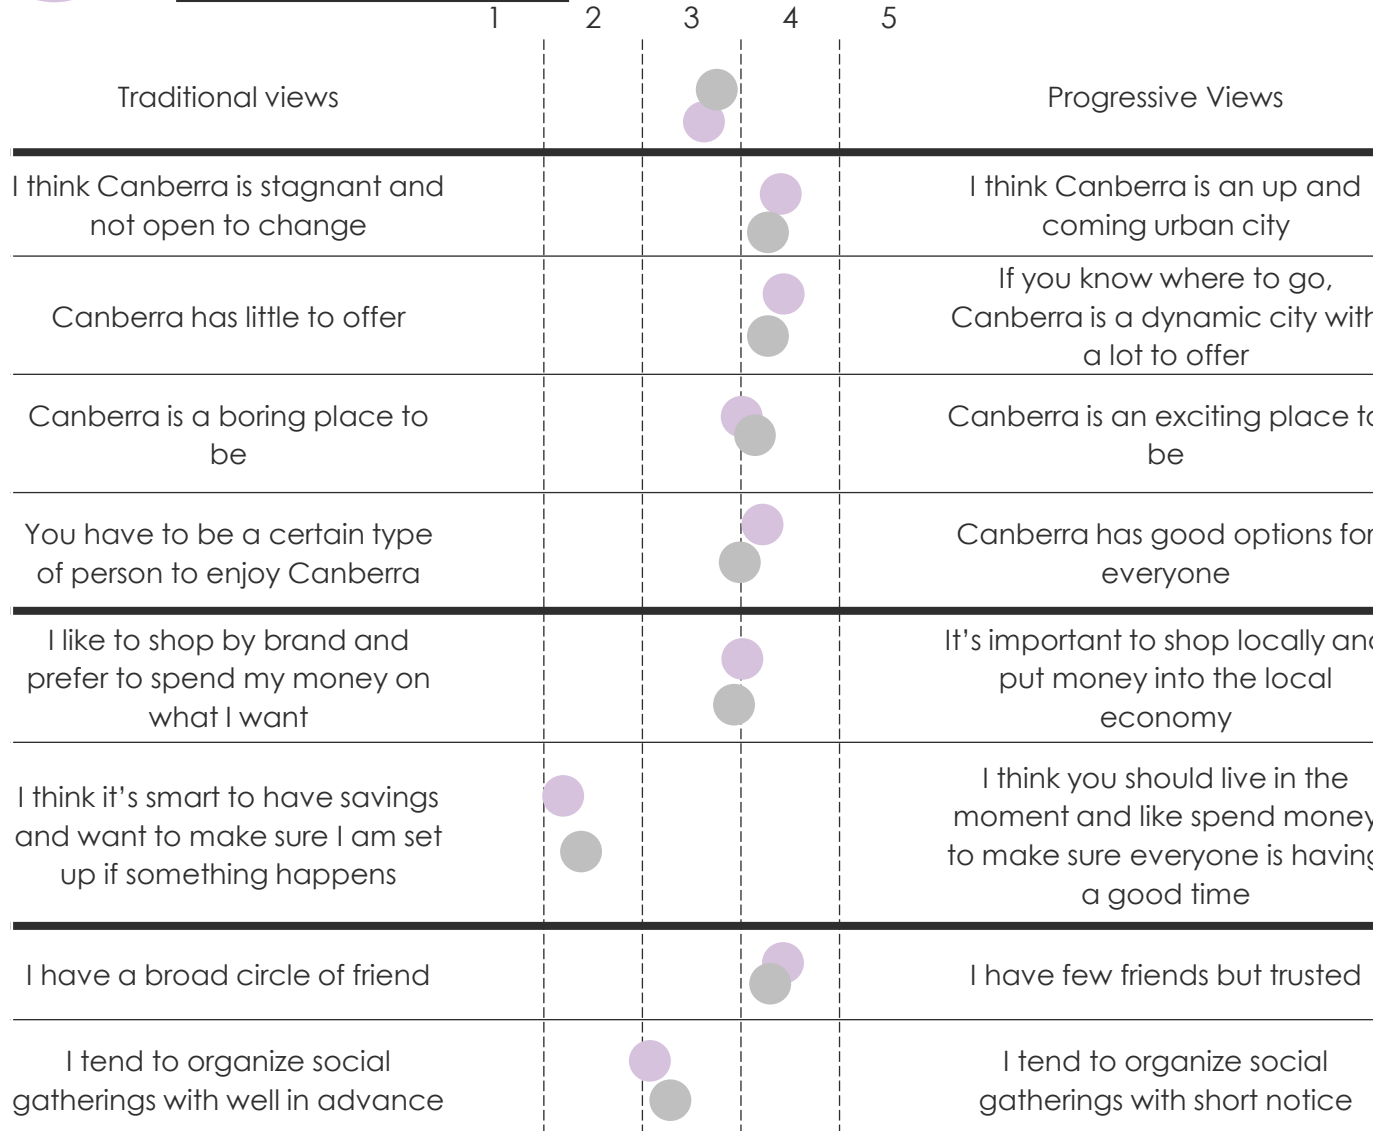 1 2 3 4 5
Traditional views
Progressive Views
I think Canberra is stagnant and
not open to change
I think Canberra is an up and
coming urban city
Canberra has little to offer
If you know where to go,
Canberra is a dynamic city with
a lot to offer
Canberra is a boring place to
be
Canberra is an exciting place to
be
You have to be a certain type
of person to enjoy Canberra
Canberra has good options for
everyone
I like to shop by brand and
prefer to spend my money on
what I want
It's important to shop locally and
put money into the local
economy
I think it's smart to have savings
and want to make sure I am set
up if something happens
I think you should live in the
moment and like spend money
to make sure everyone is having
a good time
I have a broad circle of friend
I have few friends but trusted
I tend to organize social
gatherings with well in advance
I tend to organize social
gatherings with short notice